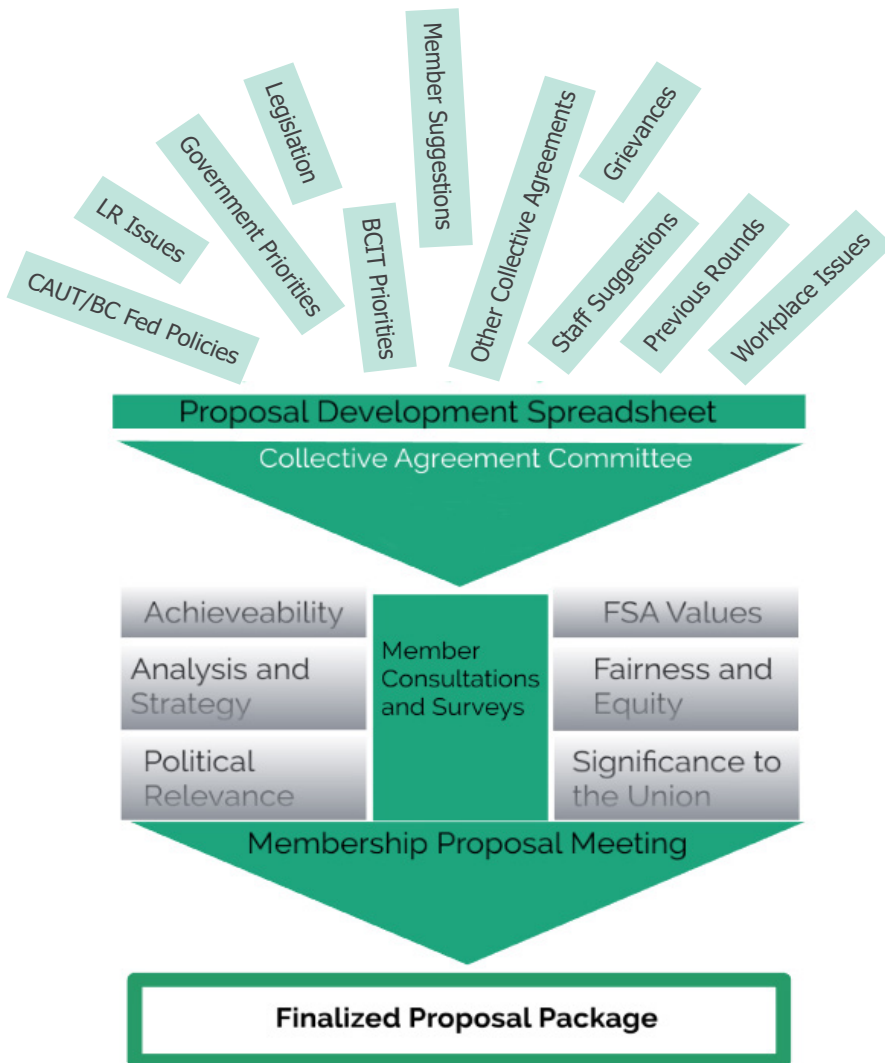 CAUT/BC Fed Policies
LR Issues
Government Priorities
Legislation
BCIT Priorities
Member Suggestions
Other Collective Agreements
Grievances
Staff Suggestions
Previous Rounds
Workplace Issues
Proposal Development Spreadsheet
Collective Agreement Committee
Achieveability
Analysis and
Strategy
Political
Relevance
Member
Consultations
and Surveys
FSA Values
Fairness and
Equity
Significance to
the Union
Membership Proposal Meeting
Finalized Proposal Package